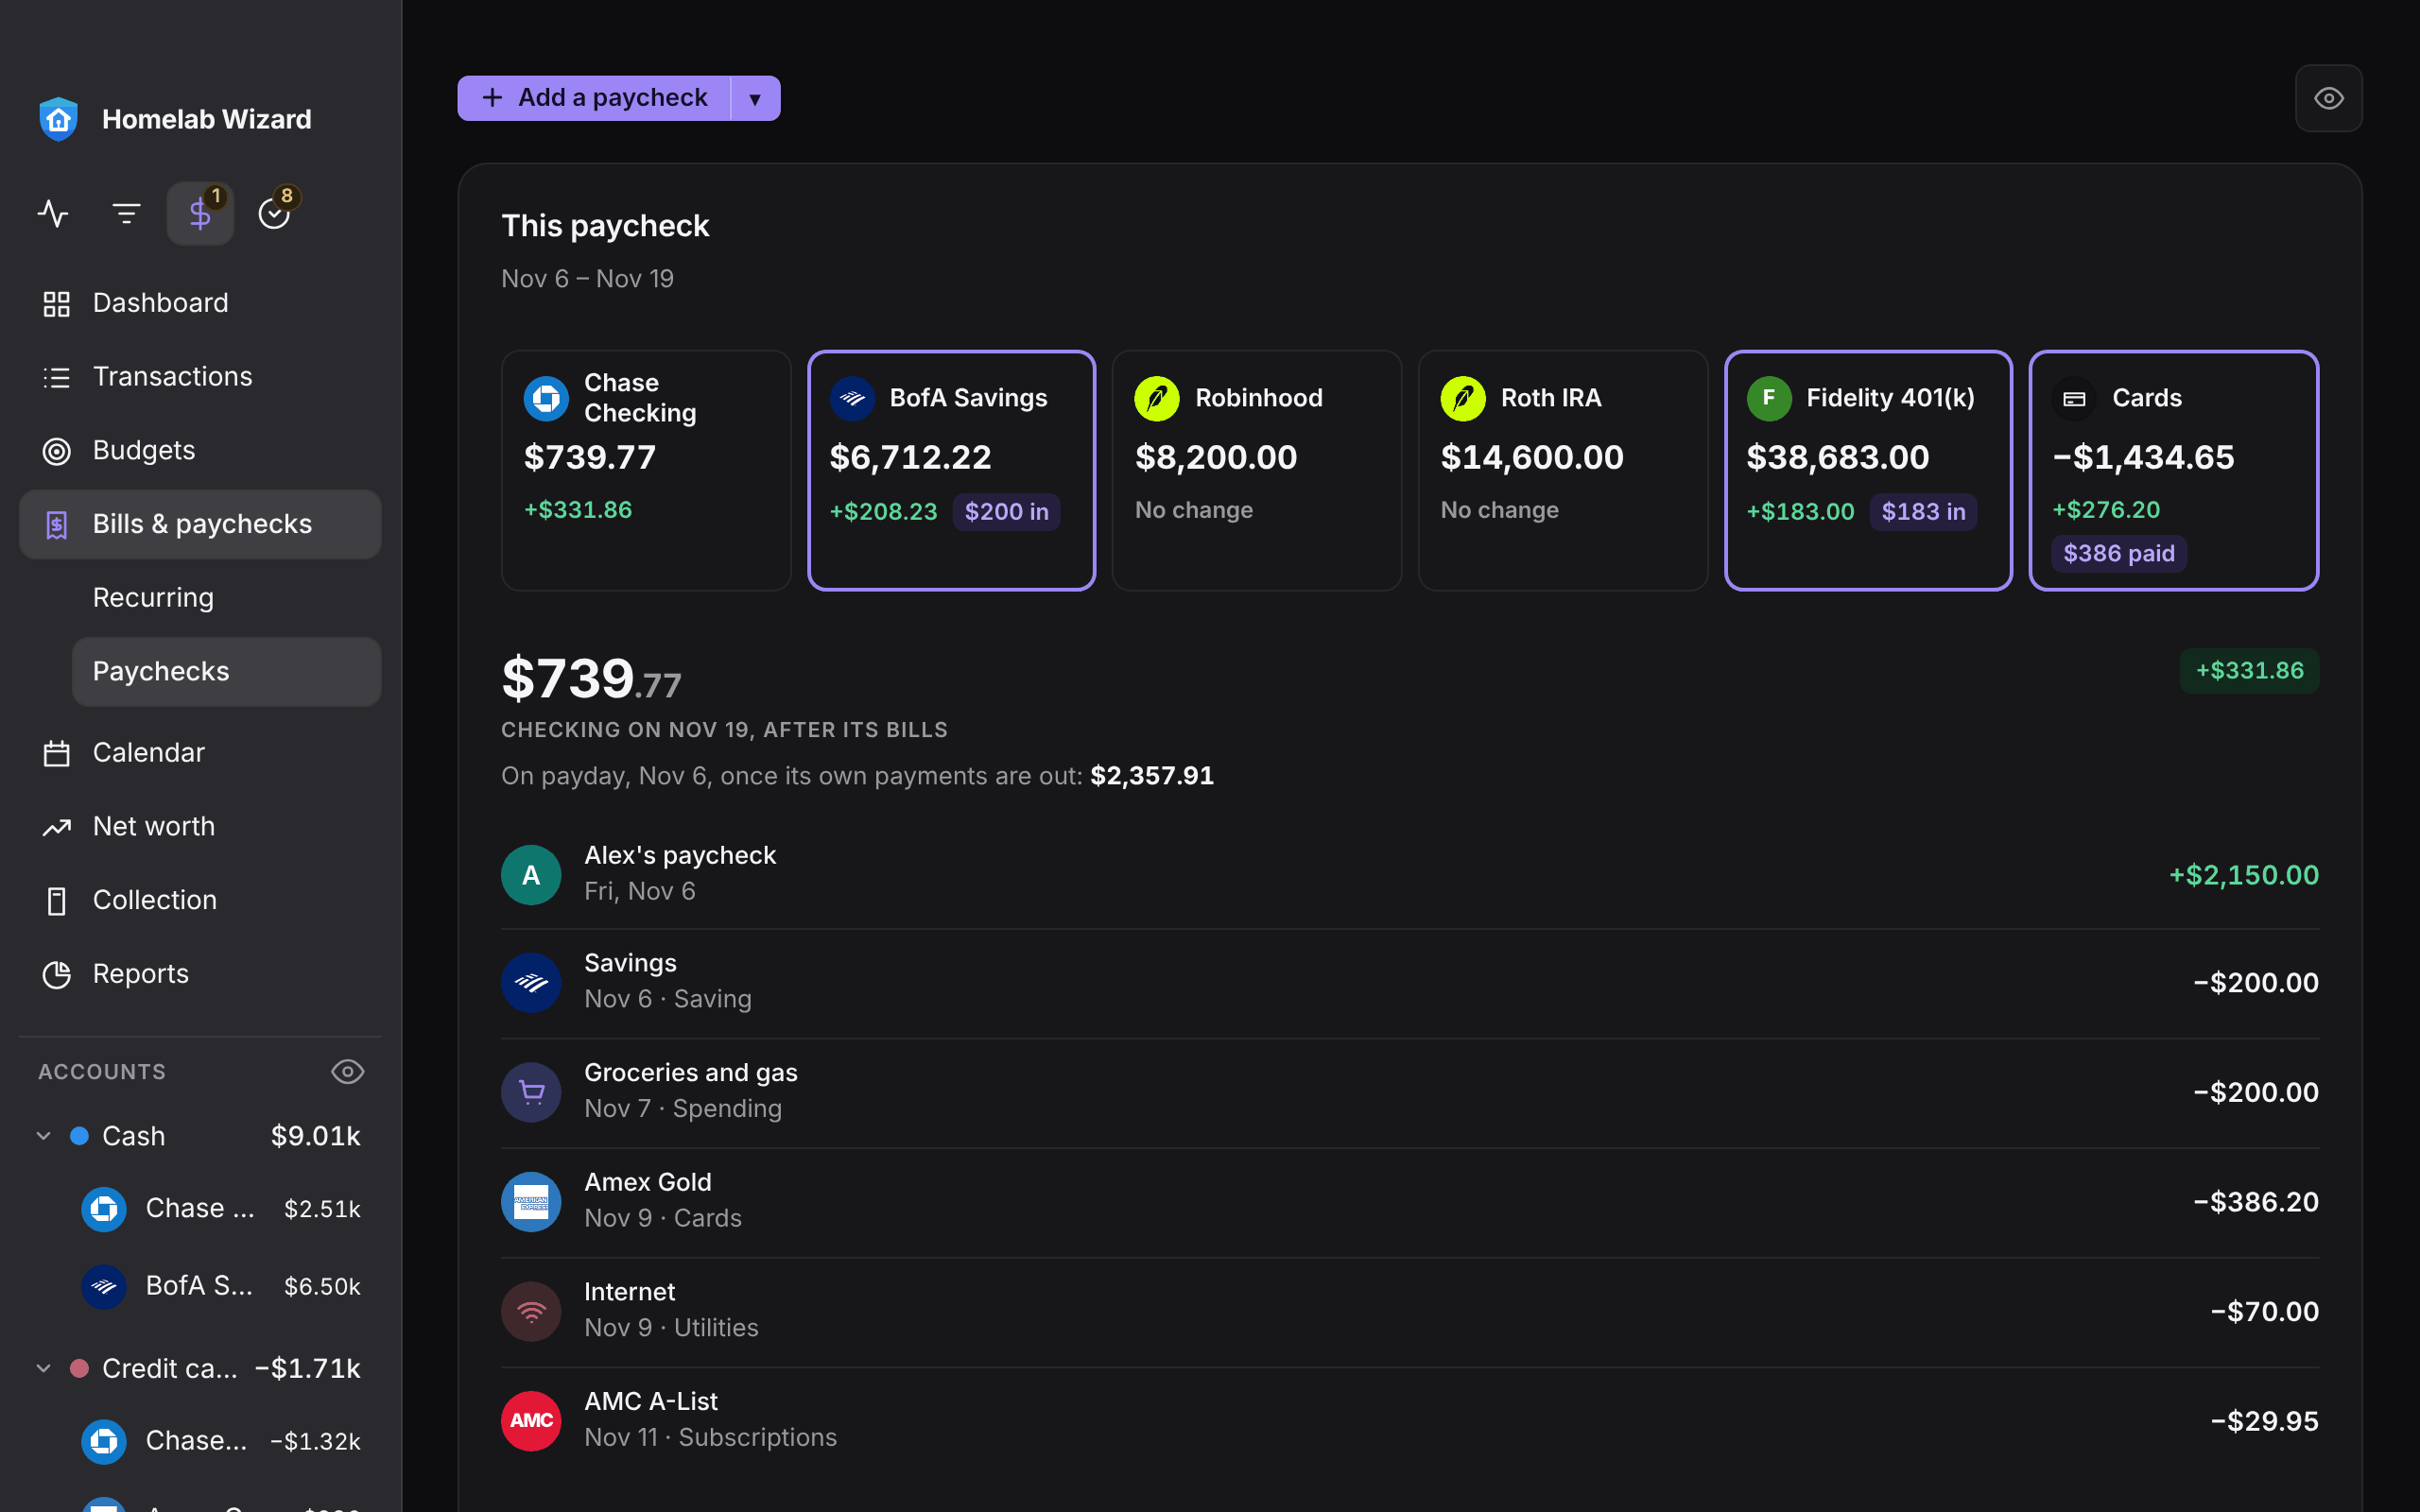 Homelab Wizard
1
8
Dashboard
Transactions
Budgets
Bills & paychecks
Recurring
Paychecks
Calendar
Net worth
Collection
Reports
ACCOUNTS
Cash $9.01k
Chase ... $2.51k
BofA S... $6.50k
Credit ca... −$1.71k
Chase... −$1.32k
+ Add a paycheck ▼
This paycheck
Nov 6 – Nov 19
Chase
Checking
$739.77
+$331.86
BofA Savings
$6,712.22
+$208.23 $200 in
Robinhood
$8,200.00
No change
Roth IRA
$14,600.00
No change
F Fidelity 401(k)
$38,683.00
+$183.00 $183 in
Cards
−$1,434.65
+$276.20
$386 paid
$739.77
+$331.86
CHECKING ON NOV 19, AFTER ITS BILLS
On payday, Nov 6, once its own payments are out: $2,357.91
A
Alex's paycheck
Fri, Nov 6
+$2,150.00
Savings
Nov 6 · Saving
−$200.00
Groceries and gas
Nov 7 · Spending
−$200.00
AMERICAN
EXPRESS
Amex Gold
Nov 9 · Cards
−$386.20
Internet
Nov 9 · Utilities
−$70.00
AMC
AMC A-List
Nov 11 · Subscriptions
−$29.95